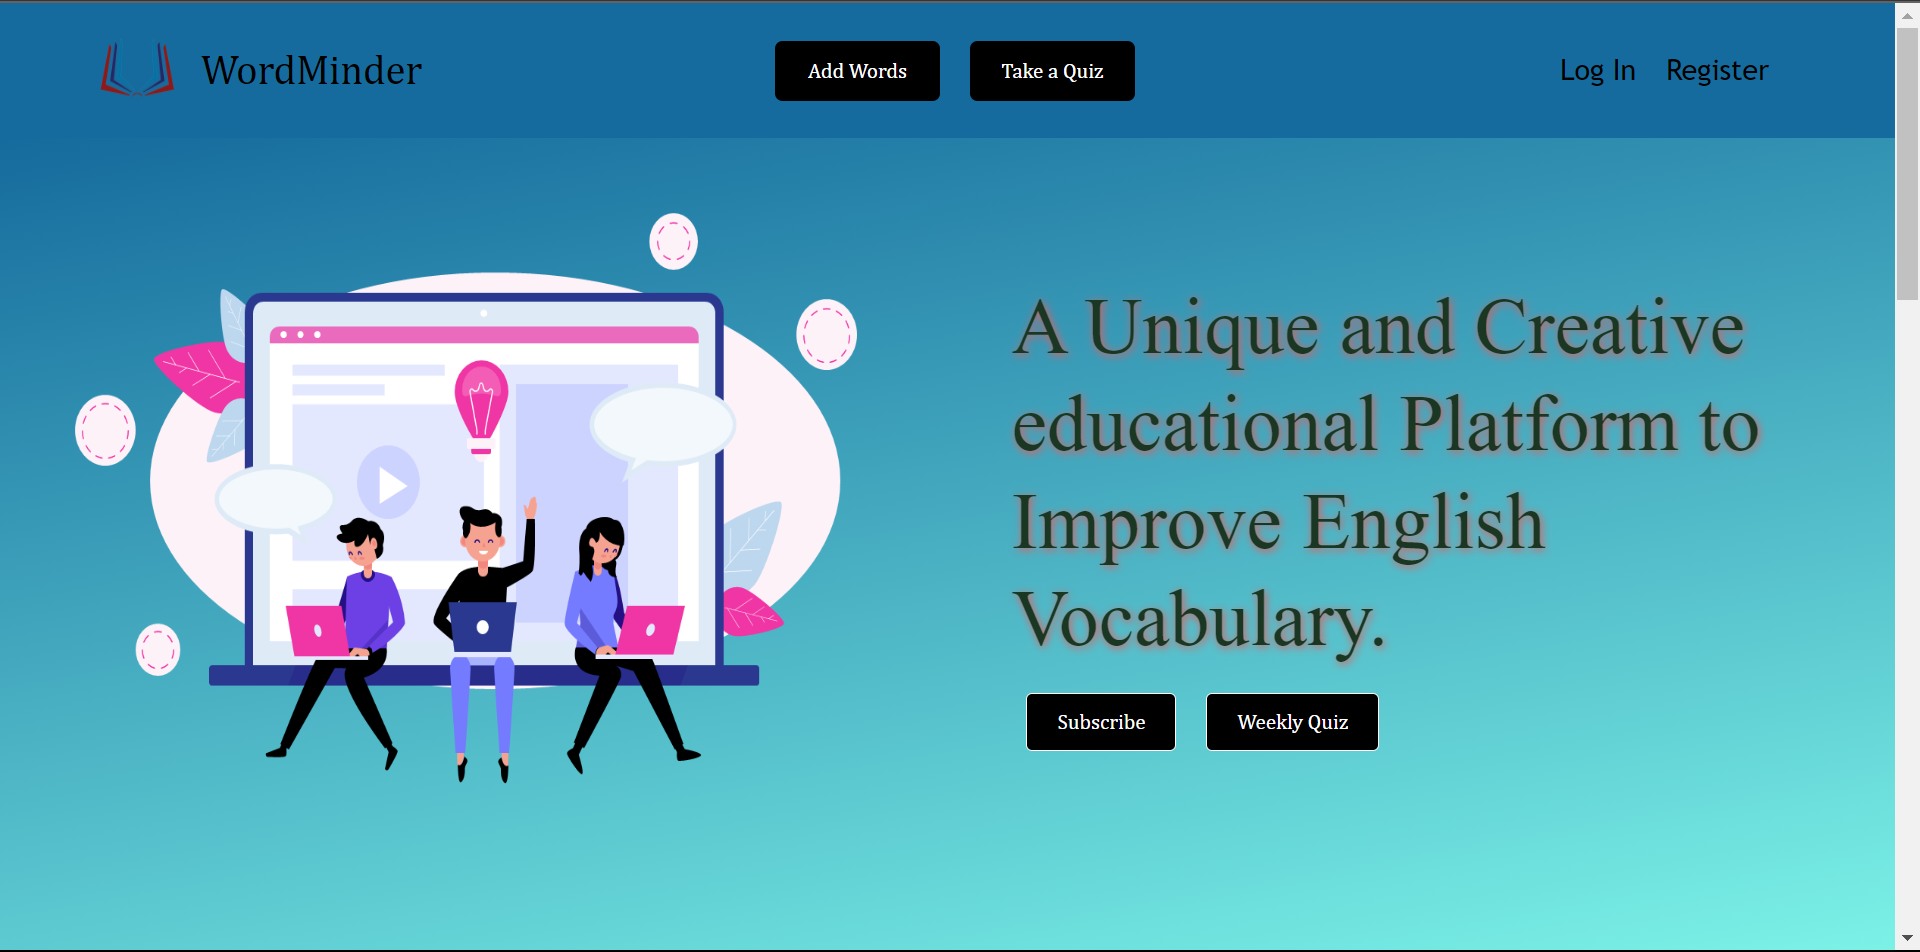 WordMinder
Add Words
Take a Quiz
Log In
Register
A Unique and Creative
educational Platform to
Improve English
Vocabulary.
Subscribe
Weekly Quiz